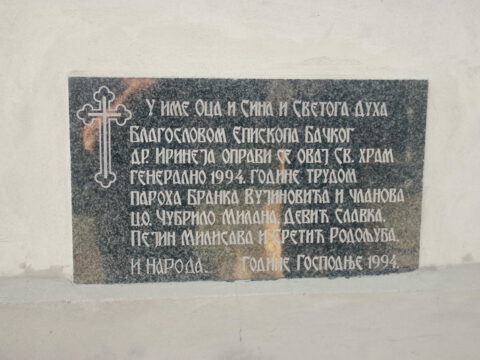 У ИМЕ ОЦА И СИНА И СВЕТОГА ДУХА
БЛАГОСЛОВОМ ЕПИСКОПА БАЧКОГ
ДР ИРИНЕЈА ОПРАВИ СЕ ОВАЈ СВ. ХРАМ
ГЕНЕРАЛНО 1994. ГОДИНЕ ТРУДОМ
ПАРОХА БРАНКА ВУЈИНОВИЋА И ЧЛАНОВА
Ц.О. ЧУБРИЛО МИЛАНА, ДЕВИЋ СЛАВКА,
ПЕЈИН МИЛИСАВА И СРЕТИЋ РОДОЉУБА.
И НАРОДА. ГОДИНЕ ГОСПОДЊЕ 1994.